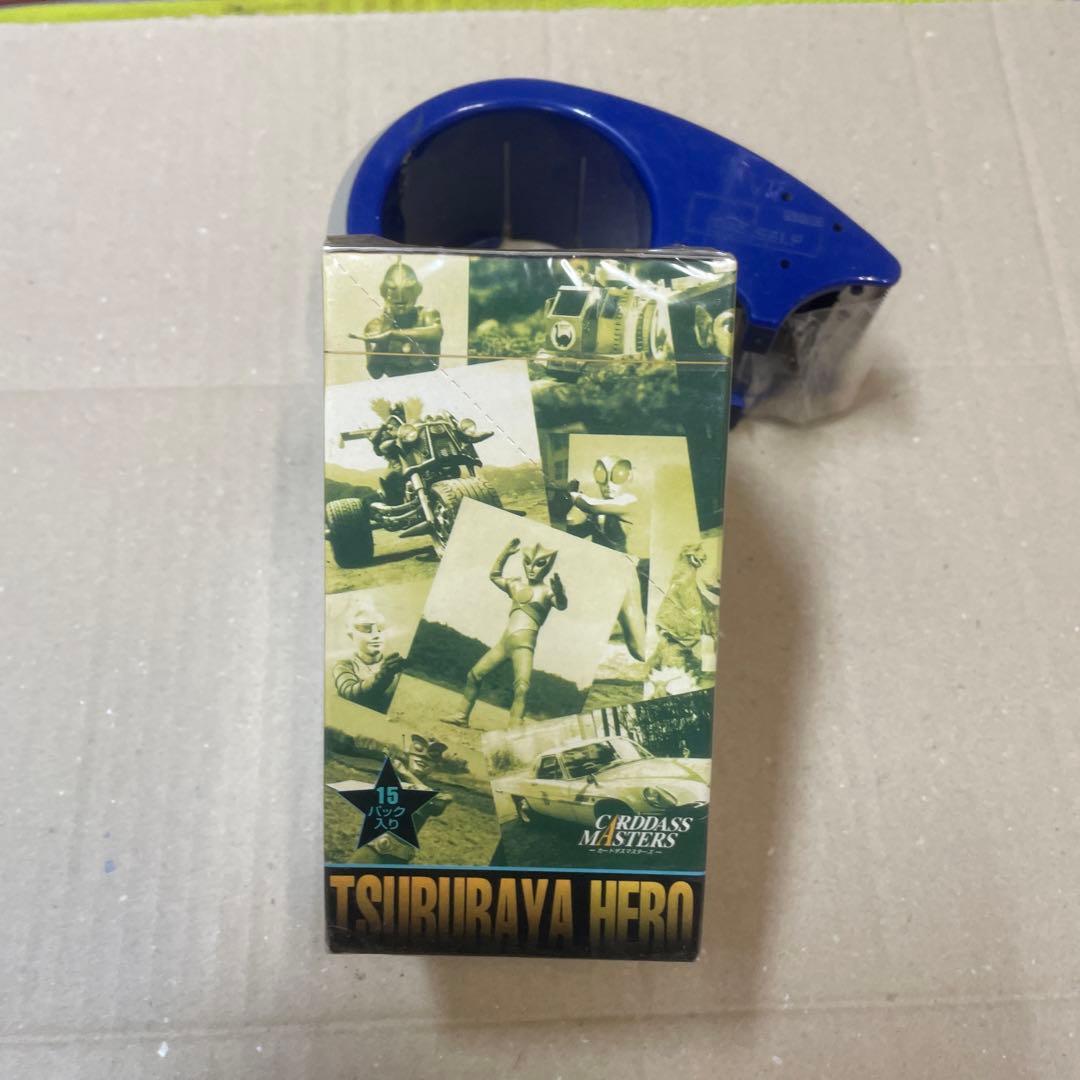 15
パック
入り
CARDDASS
MASTERS
ーカードダスマスターズー
TSUBURAYA HERO